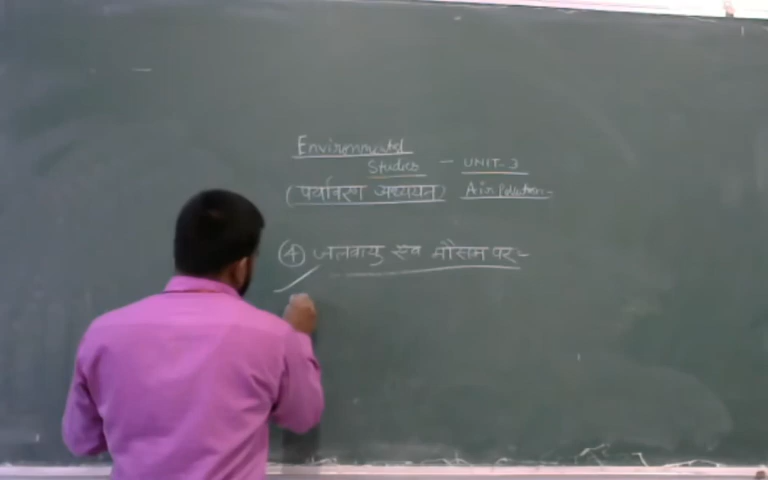 Environmental
Studies - UNIT-3
(पर्यावरण अध्ययन) Air Pollution-
④ जलवायु एवं मौसम पर:-